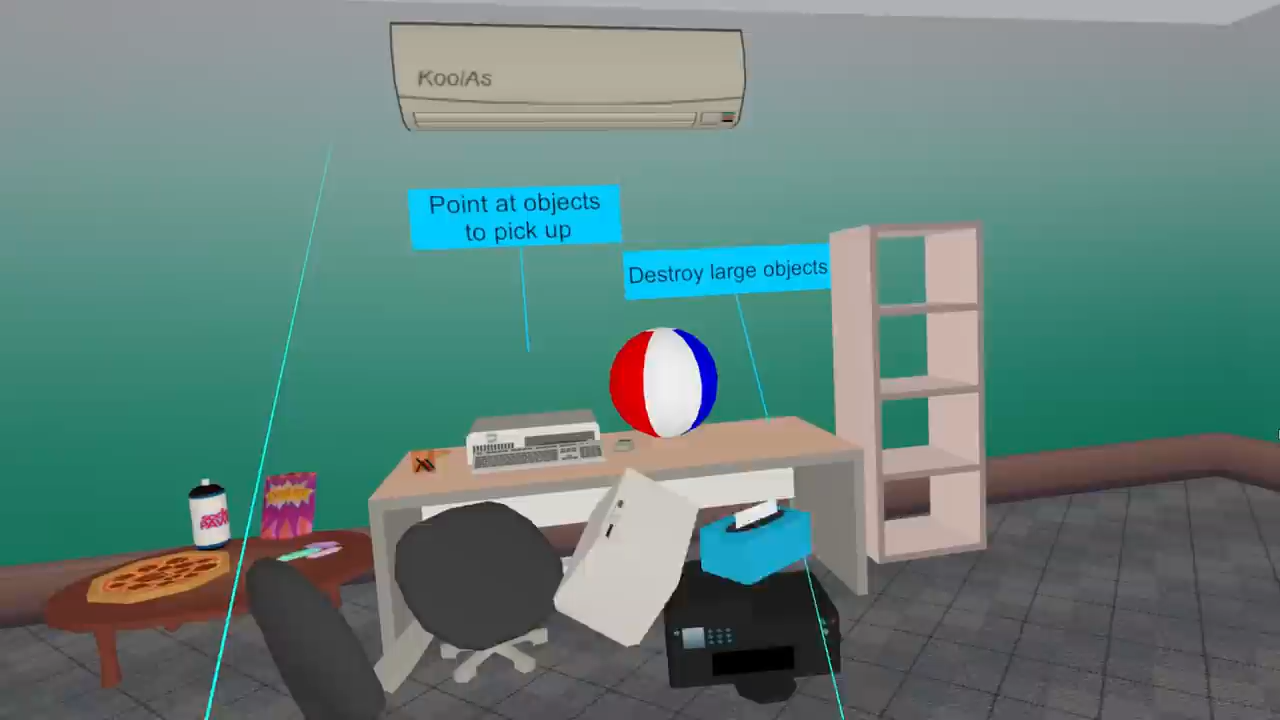 KoolAs
Point at objects
to pick up
Destroy large objects